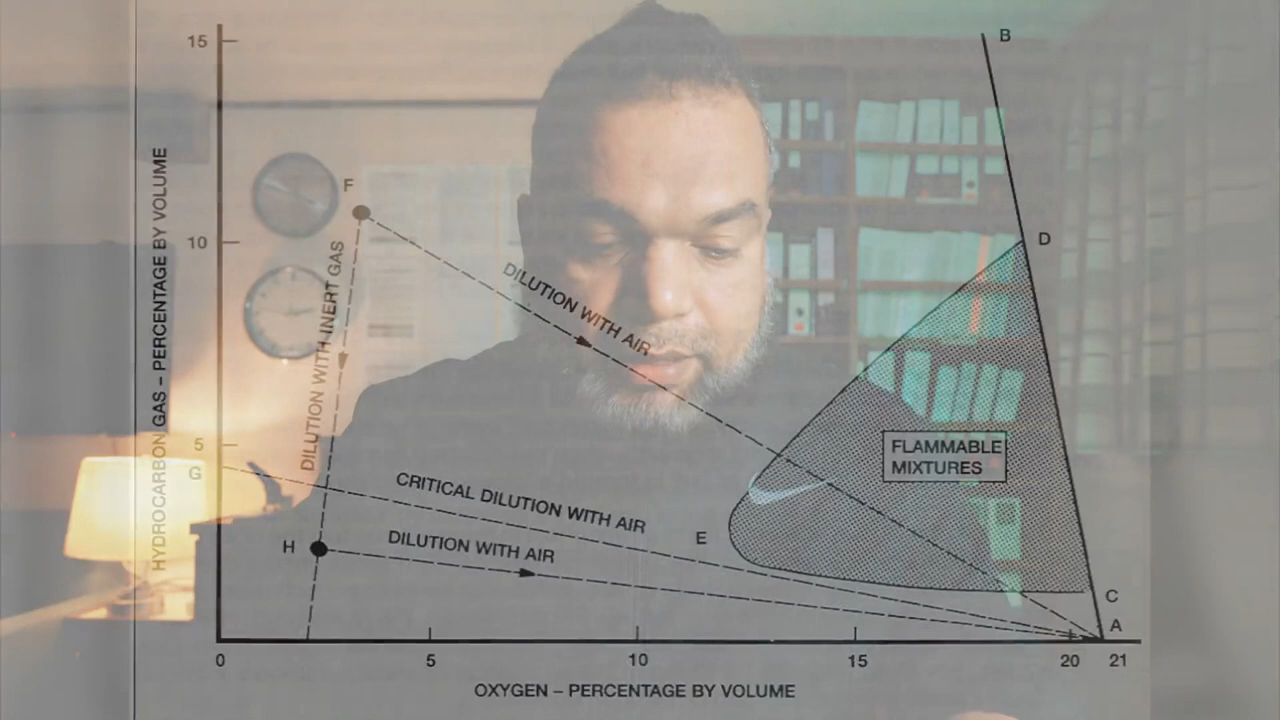 15
B
HYDROCARBON GAS – PERCENTAGE BY VOLUME
F
10
D
DILUTION WITH AIR
DILUTION WITH INERT GAS
5
G
FLAMMABLE
MIXTURES
CRITICAL DILUTION WITH AIR
E
H
DILUTION WITH AIR
C
A
0
5
10
15
20
21
OXYGEN – PERCENTAGE BY VOLUME